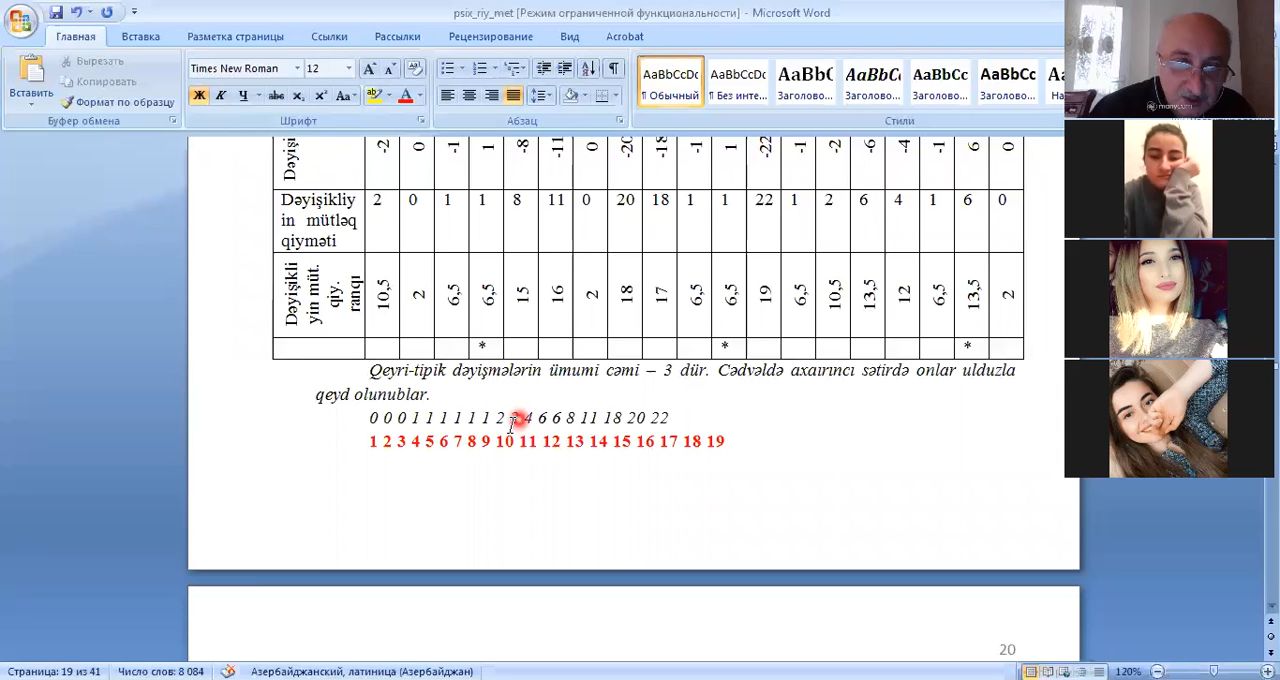 psix_riy_met [Режим ограниченной функциональности] - Microsoft Word
Главная Вставка Разметка страницы Ссылки Рассылки Рецензирование Вид Acrobat
Вставить
Вырезать
Копировать
Формат по образцу
Буфер обмена
Times New Roman 12
Шрифт
Абзац
AaBbCcDc AaBbCcDc AaBbC AaBbCc AaBbCc AaBbCc
¶ Обычный ¶ Без инте... Заголово... Заголово... Заголово... Заголово...
Стили
Dəyişi -2 0 -1 1 -8 -11 0 -20 -18 -1 1 -22 -1 -2 -6 -4 -1 6 0
Dəyişikliy 2 0 1 1 8 11 0 20 18 1 1 22 1 2 6 4 1 6 0
in mütləq
qiyməti
Dəyişikli
yin müt.
qiy.
ranqı
10,5 2 6,5 6,5 15 16 2 18 17 6,5 6,5 19 6,5 10,5 13,5 12 6,5 13,5 2
* * *
Qeyri-tipik dəyişmələrin ümumi cəmi – 3 dür. Cədvəldə axaırıncı sətirdə onlar ulduzla
qeyd olunublar.
0 0 0 1 1 1 1 1 1 2 4 6 6 8 11 18 20 22
1 2 3 4 5 6 7 8 9 10 11 12 13 14 15 16 17 18 19
20
Страница: 19 из 41 Число слов: 8 084 Азербайджанский, латиница (Азербайджан) 120%